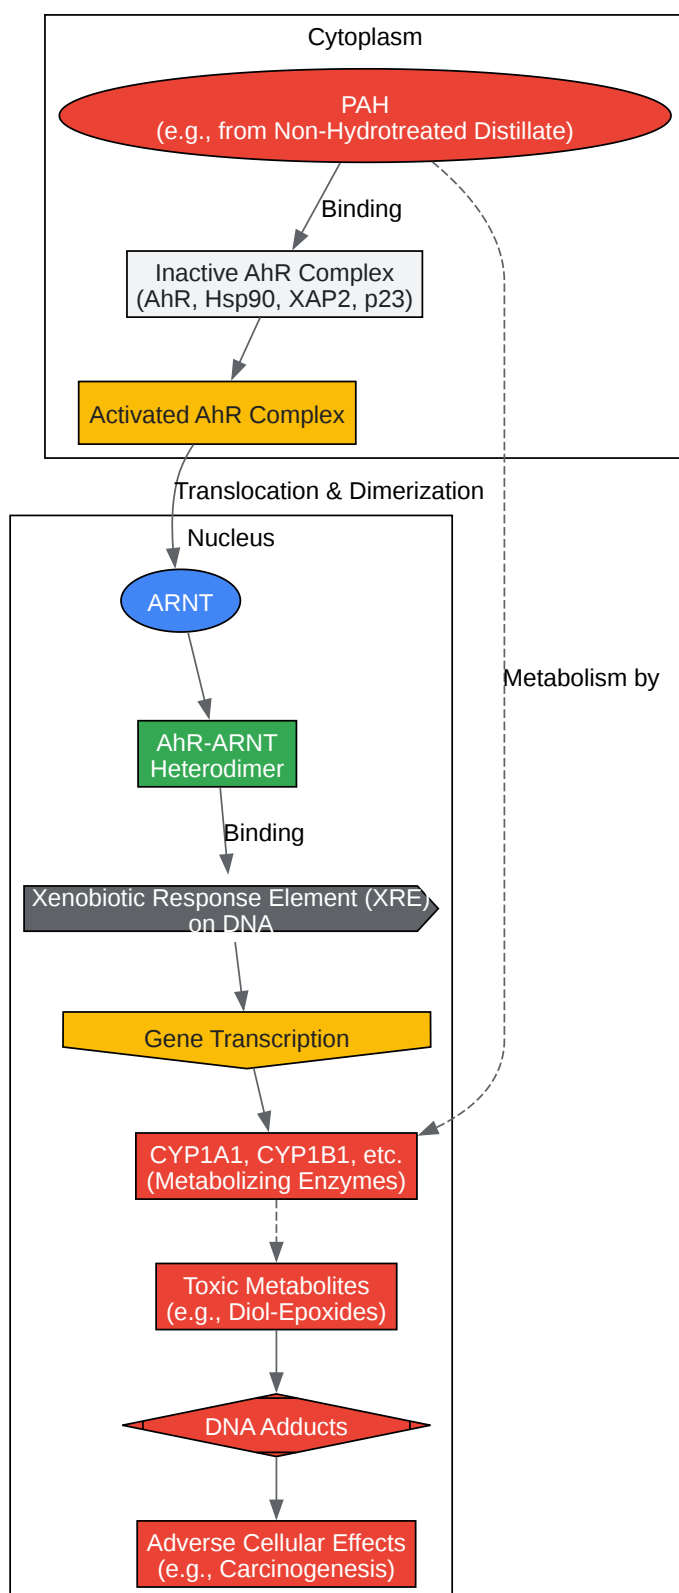 Cytoplasm
PAH
(e.g., from Non-Hydrotreated Distillate)
Binding
Inactive AhR Complex
(AhR, Hsp90, XAP2, p23)
Activated AhR Complex
Translocation & Dimerization
Nucleus
ARNT
Metabolism by
AhR-ARNT
Heterodimer
Binding
Xenobiotic Response Element (XRE)
on DNA
Gene Transcription
CYP1A1, CYP1B1, etc.
(Metabolizing Enzymes)
Toxic Metabolites
(e.g., Diol-Epoxides)
DNA Adducts
Adverse Cellular Effects
(e.g., Carcinogenesis)